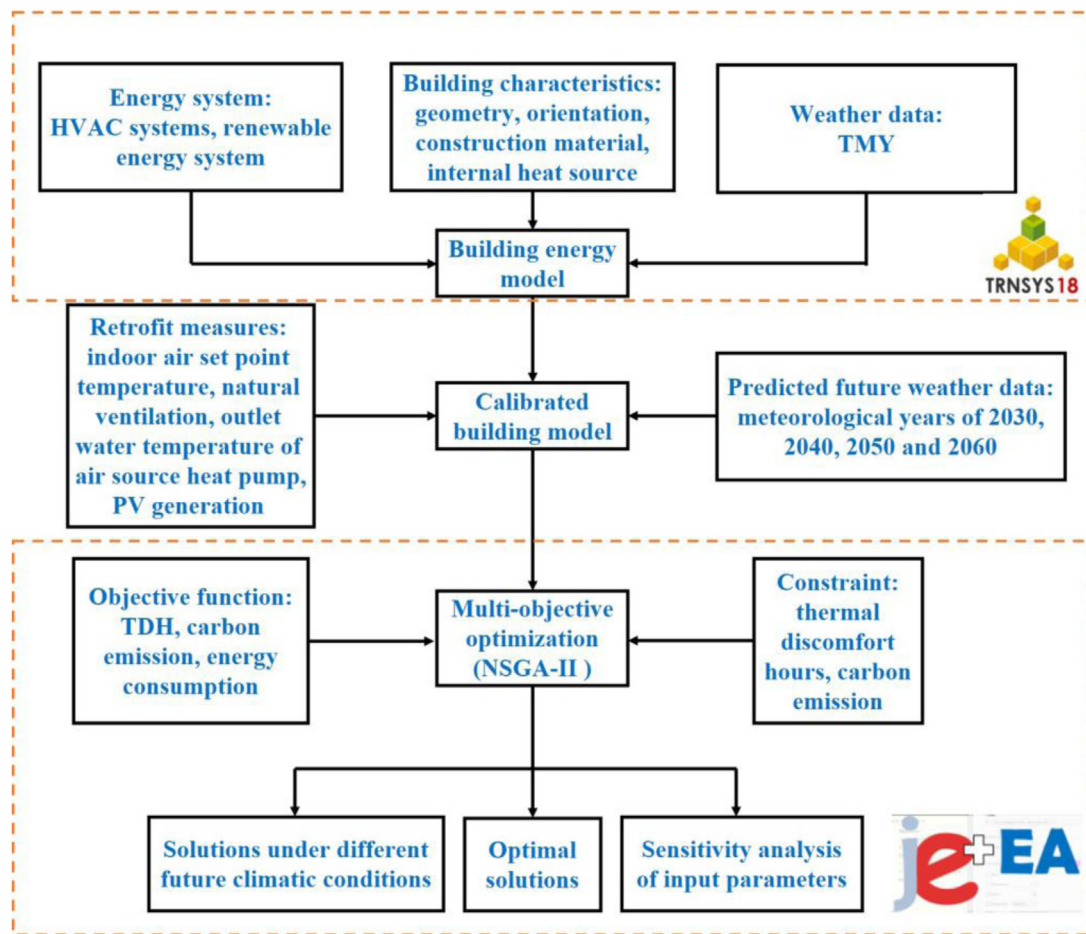 Energy system:
HVAC systems, renewable
energy system
Building characteristics:
geometry, orientation,
construction material,
internal heat source
Weather data:
TMY
Building energy
model
TRNSYS18
Retrofit measures:
indoor air set point
temperature, natural
ventilation, outlet
water temperature of
air source heat pump,
PV generation
Calibrated
building model
Predicted future weather data:
meteorological years of 2030,
2040, 2050 and 2060
Objective function:
TDH, carbon
emission, energy
consumption
Multi-objective
optimization
(NSGA-II )
Constraint:
thermal
discomfort
hours, carbon
emission
Solutions under different
future climatic conditions
Optimal
solutions
Sensitivity analysis
of input parameters
je+EA